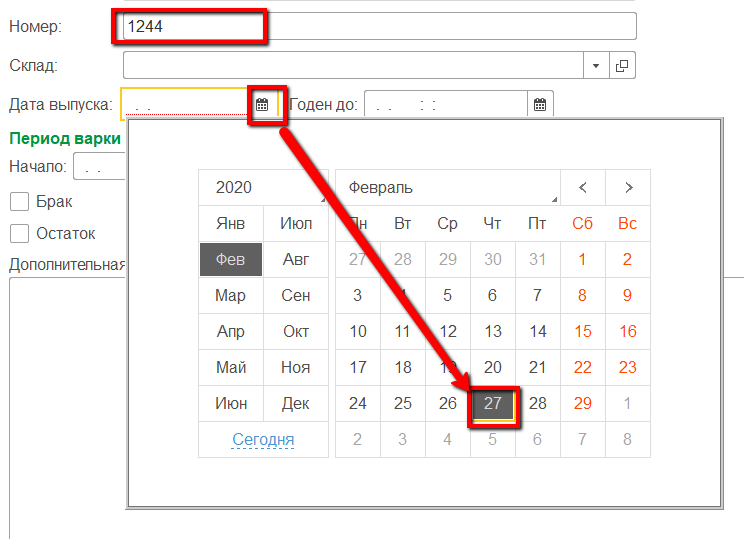 Номер: 1244
Склад:
Дата выпуска: . . Годен до: . . : :
Период варки
Начало: . .
Брак
Остаток
Дополнительная
2020 Февраль < >
Янв Июл Пн Вт Ср Чт Пт Сб Вс
Фев Авг 27 28 29 30 31 1 2
Мар Сен 3 4 5 6 7 8 9
Апр Окт 10 11 12 13 14 15 16
Май Ноя 17 18 19 20 21 22 23
Июн Дек 24 25 26 27 28 29 1
Сегодня 2 3 4 5 6 7 8